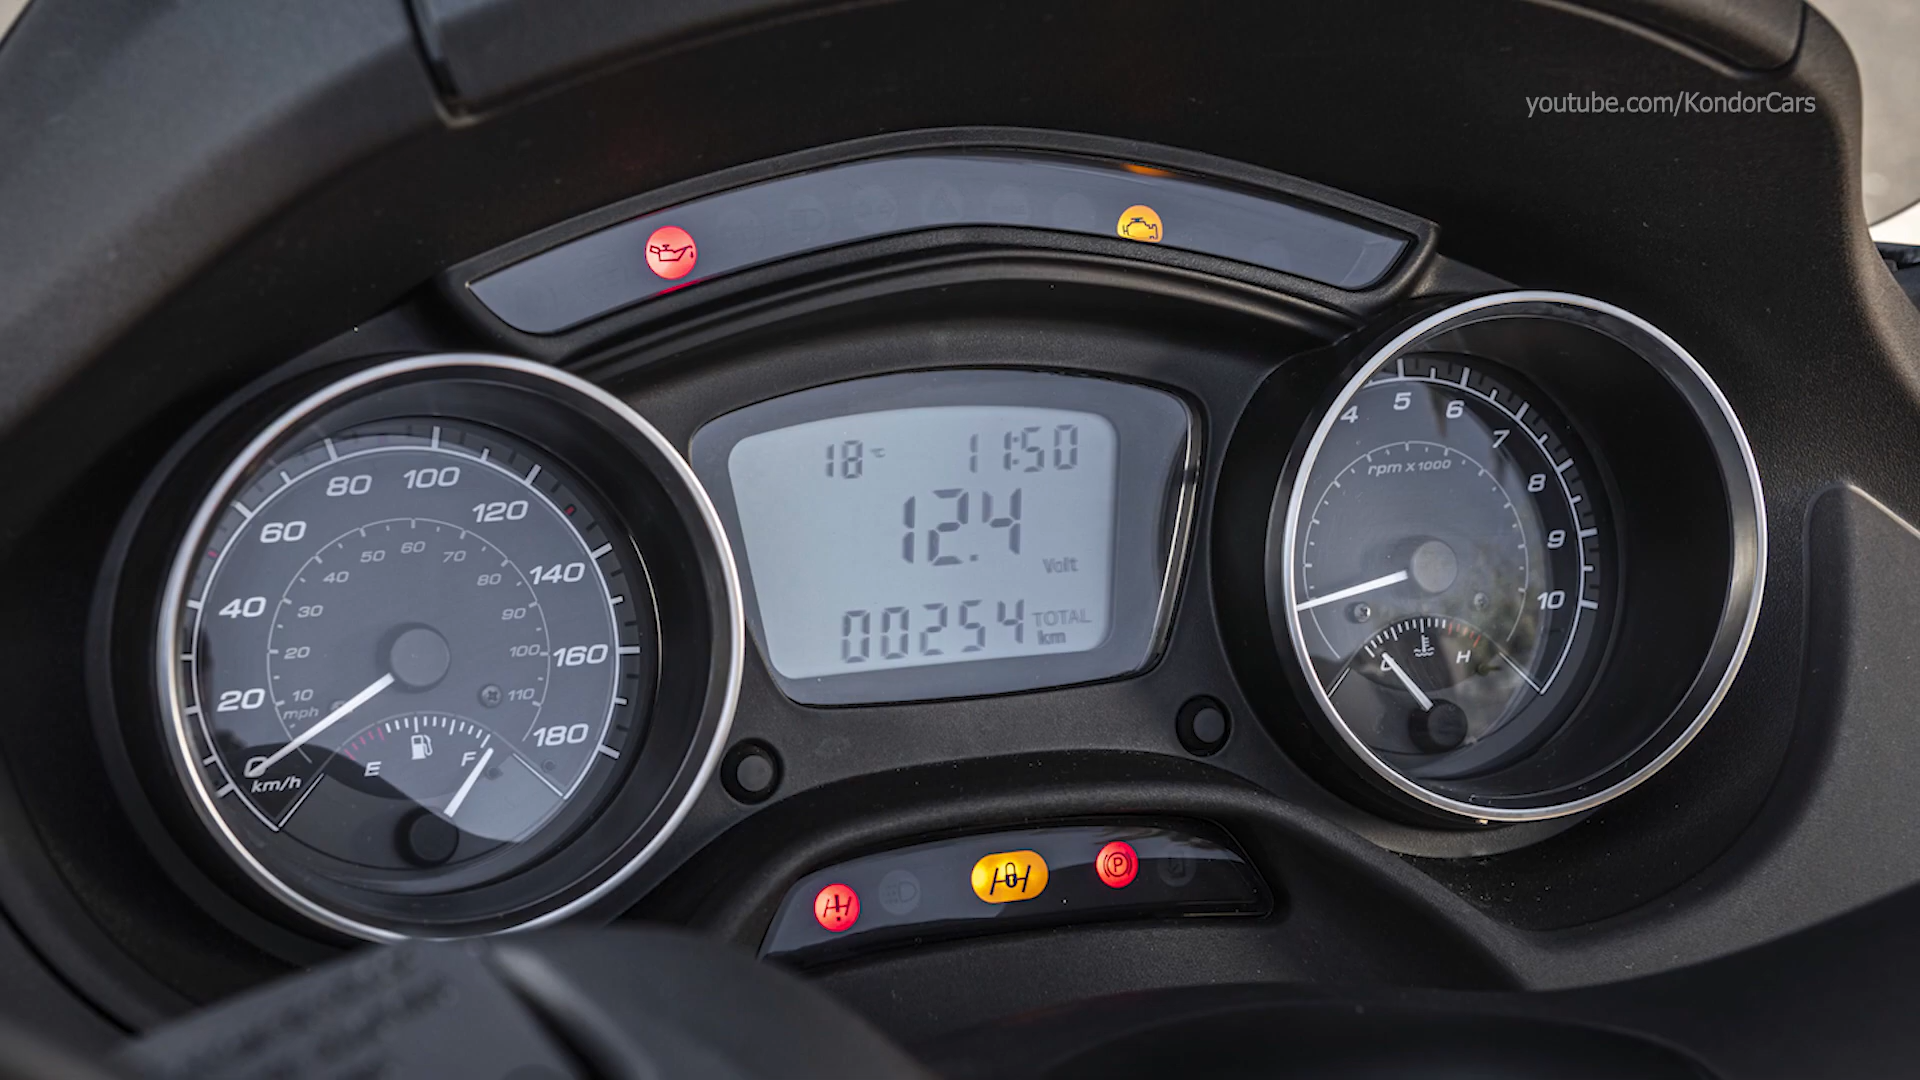 youtube.com/KondorCars
18 °C 11:50
12.4
Volt
00254 TOTAL
km
0 20 40 60 80 100 120 140 160 180
km/h
10 20 30 40 50 60 70 80 90 100 110
mph
E F
4 5 6 7 8 9 10
rpm x 1000
H
P